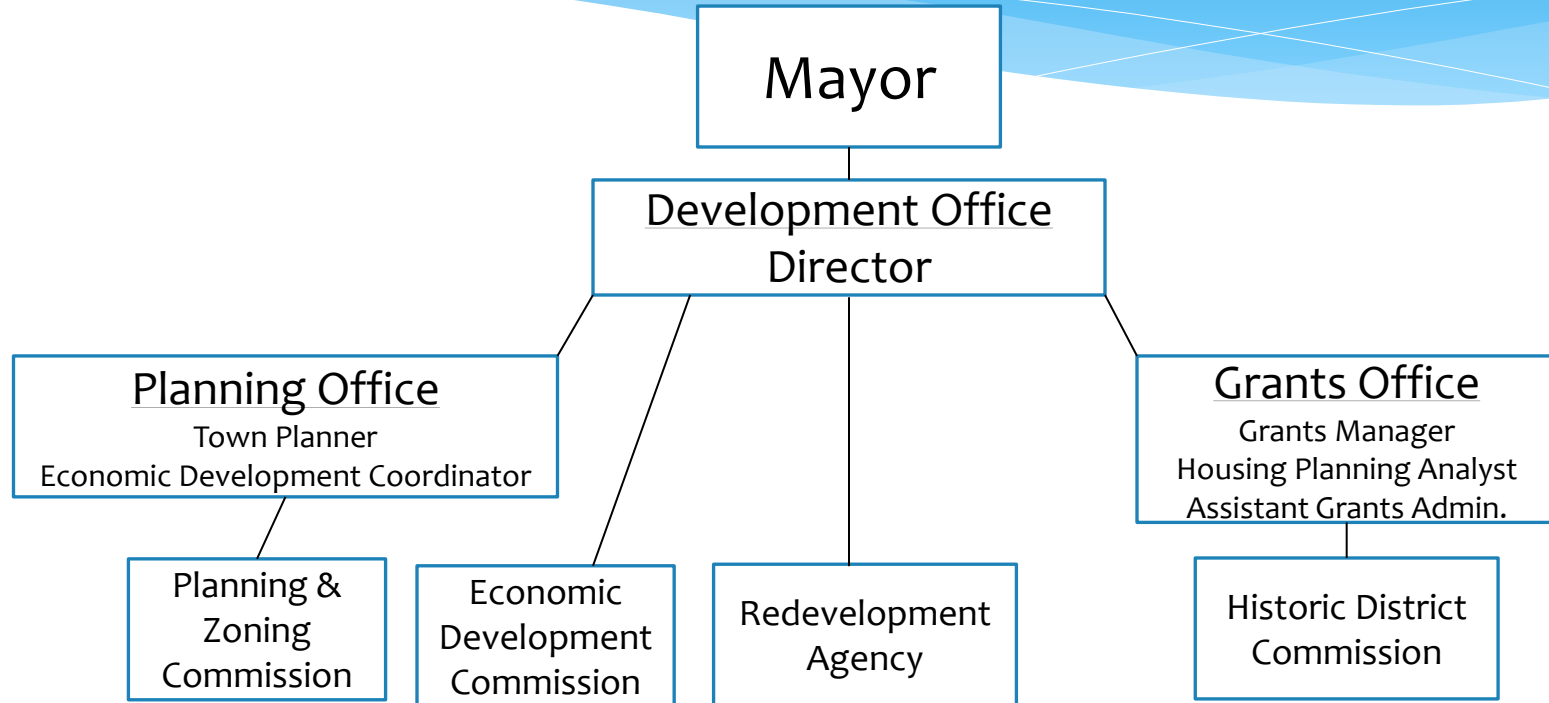 Mayor
Development Office
Director
Planning Office
Town Planner
Economic Development Coordinator
Grants Office
Grants Manager
Housing Planning Analyst
Assistant Grants Admin.
Planning &
Zoning
Commission
Economic
Development
Commission
Redevelopment
Agency
Historic District
Commission